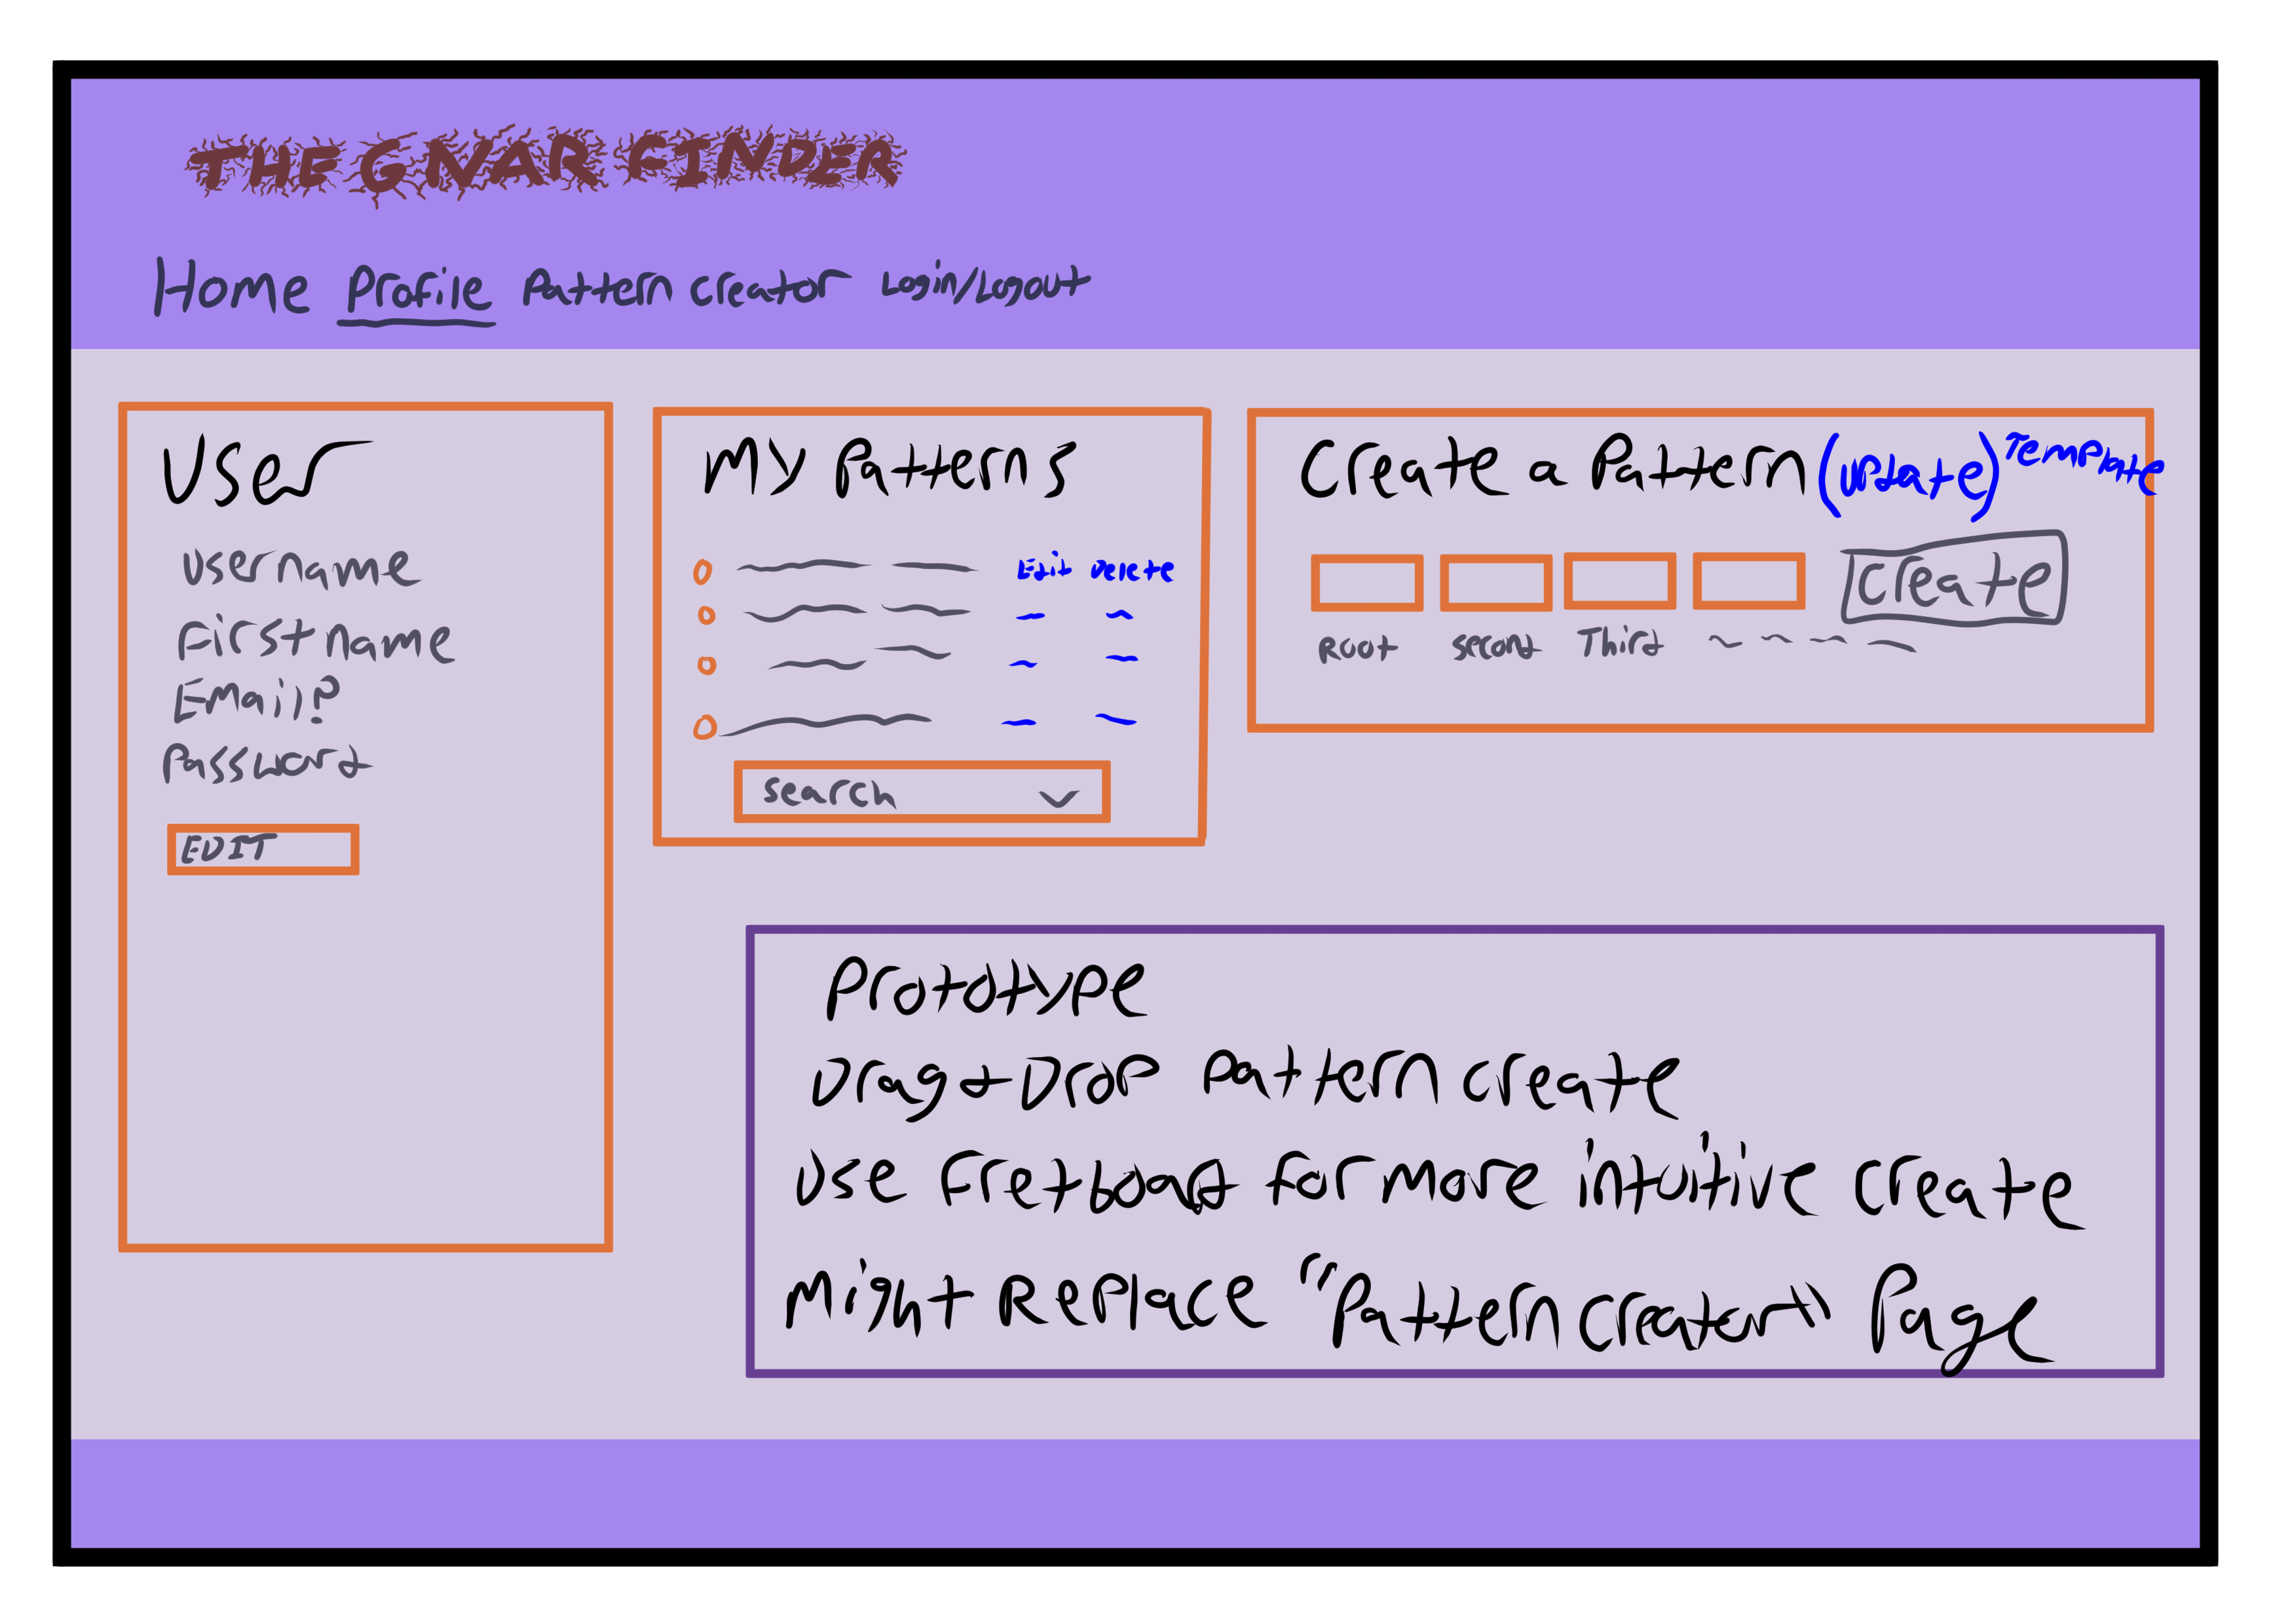 THE GNAR FINDER
Home Profile Pattern Creator Login/Logout
User
Username
First name
Email?
Password
EDIT
My Patterns
Edit Delete
Search
Create a Pattern (Update) Template
Create
Root Second Third
Prototype
Drag + Drop Pattern Create
Use Fretboard for more intuitive Create
Might Replace "Pattern Creator" Page